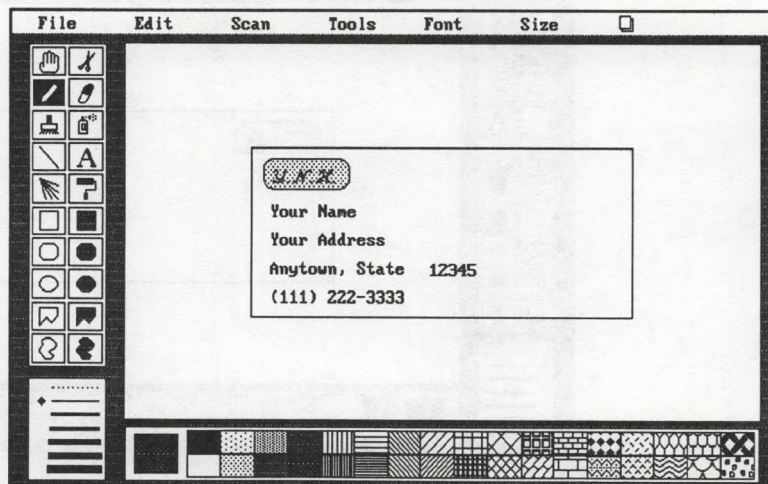 File Edit Scan Tools Font Size
A
Y N H
Your Name
Your Address
Anytown, State 12345
(111) 222-3333